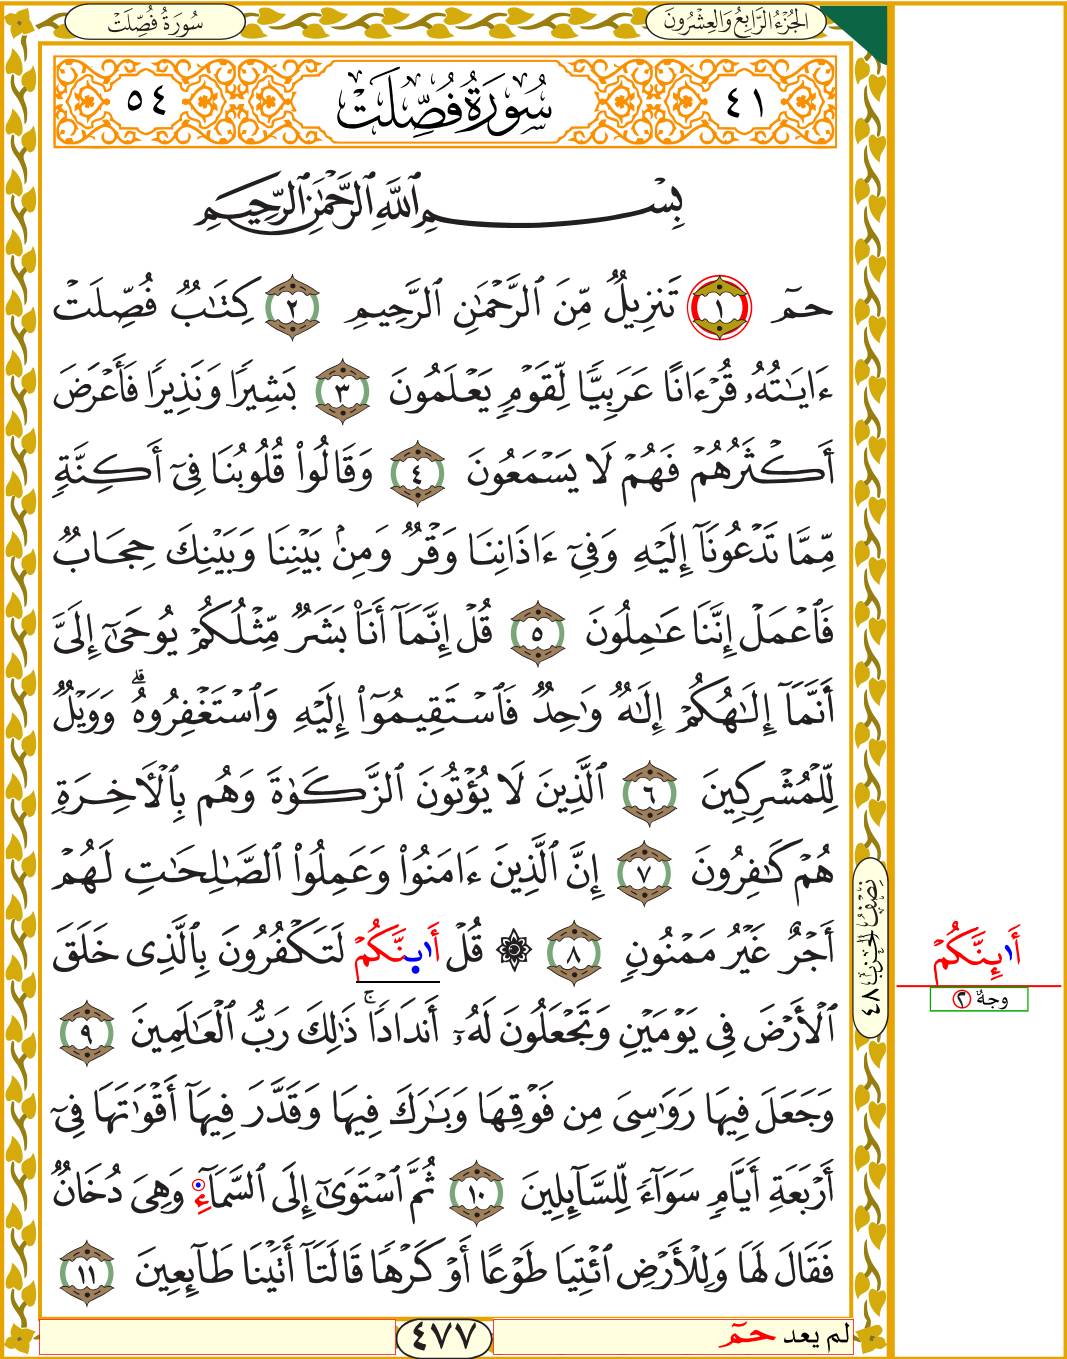 الجُزْءُ الرَّابِعُ وَالعِشْرُونَ
سُورَةُ فُصِّلَتْ
٤١ سُورَةُ فُصِّلَتْ ٥٤
بِسْمِ ٱللَّهِ ٱلرَّحْمَٰنِ ٱلرَّحِيمِ
حمٓ ١ تَنزِيلٌ مِّنَ ٱلرَّحْمَٰنِ ٱلرَّحِيمِ ٢ كِتَٰبٌ فُصِّلَتْ
ءَايَٰتُهُۥ قُرْءَانًا عَرَبِيًّا لِّقَوْمٍ يَعْلَمُونَ ٣ بَشِيرًا وَنَذِيرًا فَأَعْرَضَ
أَكْثَرُهُمْ فَهُمْ لَا يَسْمَعُونَ ٤ وَقَالُوا۟ قُلُوبُنَا فِىٓ أَكِنَّةٍ
مِّمَّا تَدْعُونَآ إِلَيْهِ وَفِىٓ ءَاذَانِنَا وَقْرٌ وَمِنۢ بَيْنِنَا وَبَيْنِكَ حِجَابٌ
فَٱعْمَلْ إِنَّنَا عَٰمِلُونَ ٥ قُلْ إِنَّمَآ أَنَا۠ بَشَرٌ مِّثْلُكُمْ يُوحَىٰٓ إِلَىَّ
أَنَّمَآ إِلَٰهُكُمْ إِلَٰهٌ وَٰحِدٌ فَٱسْتَقِيمُوٓا۟ إِلَيْهِ وَٱسْتَغْفِرُوهُ ۗ وَوَيْلٌ
لِّلْمُشْرِكِينَ ٦ ٱلَّذِينَ لَا يُؤْتُونَ ٱلزَّكَوٰةَ وَهُم بِٱلْأَخِرَةِ
هُمْ كَٰفِرُونَ ٧ إِنَّ ٱلَّذِينَ ءَامَنُوا۟ وَعَمِلُوا۟ ٱلصَّٰلِحَٰتِ لَهُمْ
أَجْرٌ غَيْرُ مَمْنُونٍ ٨ ۞ قُلْ أَا۬ىِٕنَّكُمْ لَتَكْفُرُونَ بِٱلَّذِى خَلَقَ
ٱلْأَرْضَ فِى يَوْمَيْنِ وَتَجْعَلُونَ لَهُۥٓ أَندَادًا ۚ ذَٰلِكَ رَبُّ ٱلْعَٰلَمِينَ ٩
وَجَعَلَ فِيهَا رَوَٰسِىَ مِن فَوْقِهَا وَبَٰرَكَ فِيهَا وَقَدَّرَ فِيهَآ أَقْوَٰتَهَا فِىٓ
أَرْبَعَةِ أَيَّامٍ سَوَآءً لِّلسَّآئِلِينَ ١٠ ثُمَّ ٱسْتَوَىٰٓ إِلَى ٱلسَّمَآءِ وَهِىَ دُخَانٌ
فَقَالَ لَهَا وَلِلْأَرْضِ ٱئْتِيَا طَوْعًا أَوْ كَرْهًا قَالَتَآ أَتَيْنَا طَآئِعِينَ ١١
نِصْفُ الحِزْبِ ٤٨
أَا۬ئِنَّكُمْ
وجهٌ ٢
لم يعد حمٓ
٤٧٧